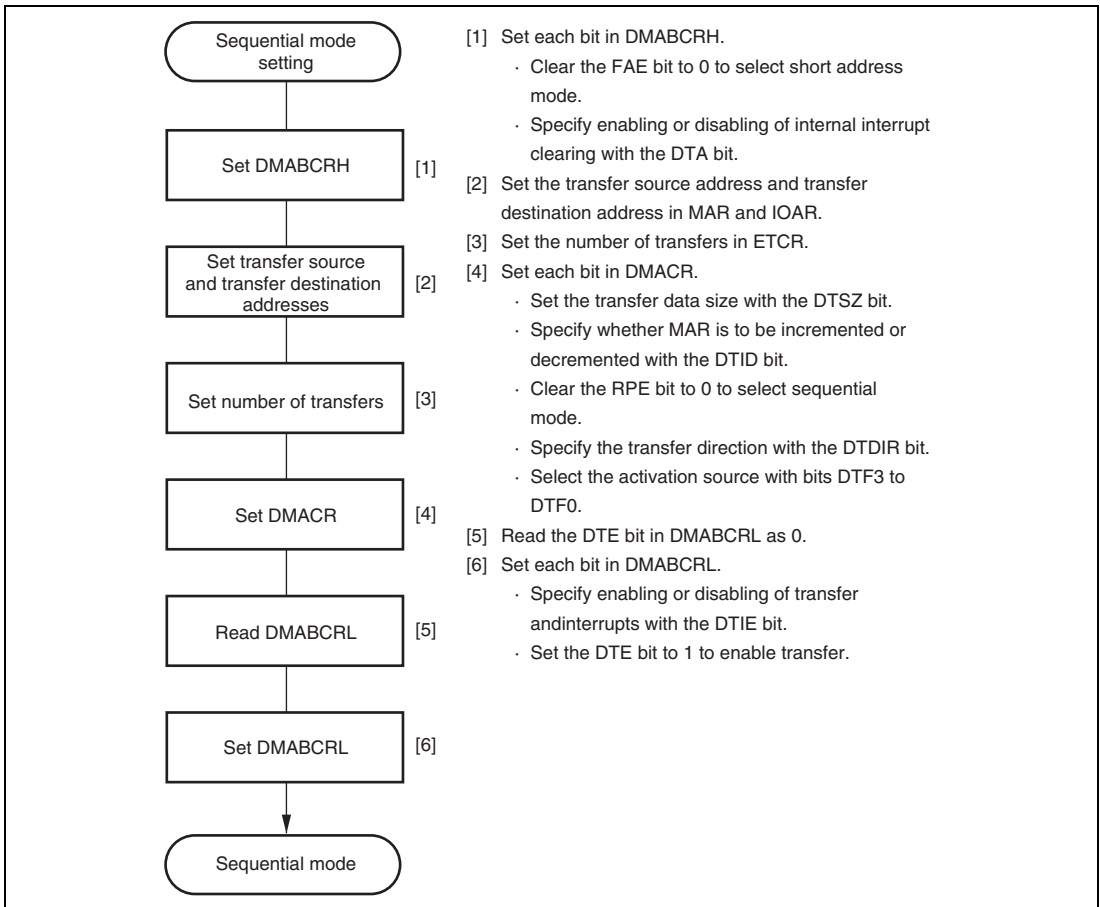 Sequential mode
setting
Set DMABCRH
[1]
Set transfer source
and transfer destination
addresses
[2]
Set number of transfers
[3]
Set DMACR
[4]
Read DMABCRL
[5]
Set DMABCRL
[6]
Sequential mode
[1] Set each bit in DMABCRH.
· Clear the FAE bit to 0 to select short address
mode.
· Specify enabling or disabling of internal interrupt
clearing with the DTA bit.
[2] Set the transfer source address and transfer
destination address in MAR and IOAR.
[3] Set the number of transfers in ETCR.
[4] Set each bit in DMACR.
· Set the transfer data size with the DTSZ bit.
· Specify whether MAR is to be incremented or
decremented with the DTID bit.
· Clear the RPE bit to 0 to select sequential
mode.
· Specify the transfer direction with the DTDIR bit.
· Select the activation source with bits DTF3 to
DTF0.
[5] Read the DTE bit in DMABCRL as 0.
[6] Set each bit in DMABCRL.
· Specify enabling or disabling of transfer
andinterrupts with the DTIE bit.
· Set the DTE bit to 1 to enable transfer.